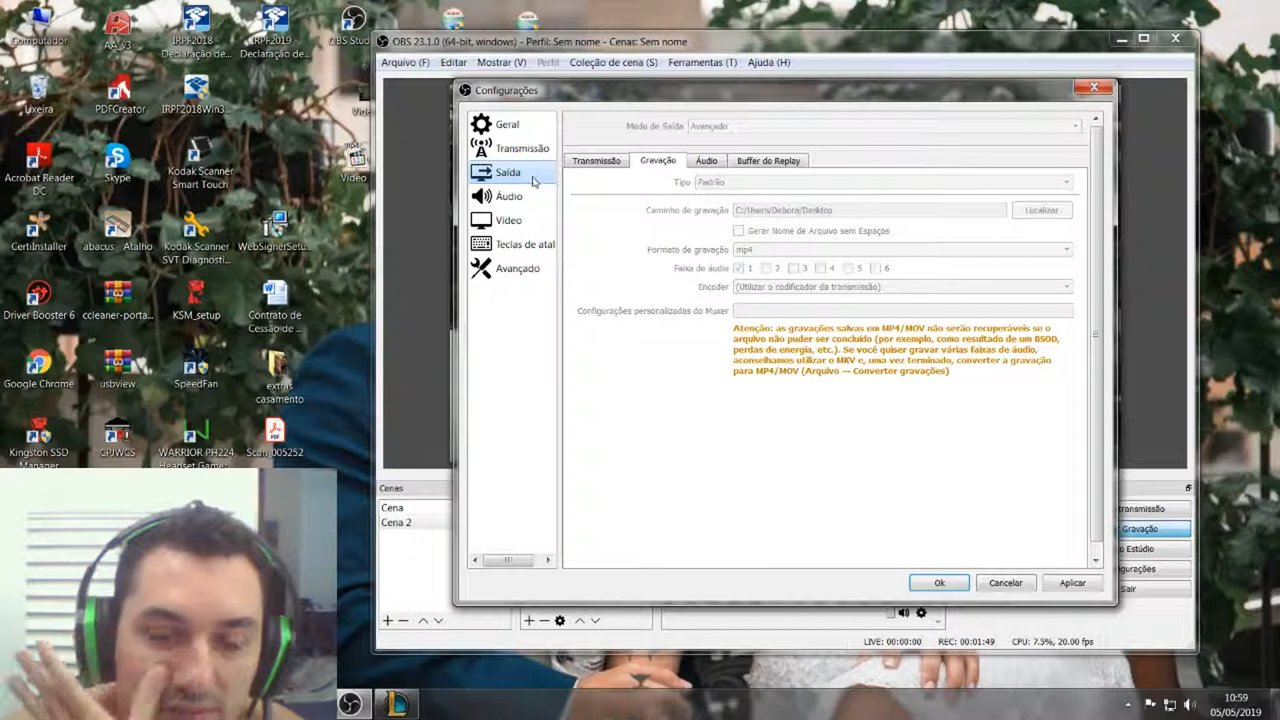 Computador
AA_v3
IRPF2018 -
Declaração de...
IRPF2019 -
Declaração de...
OBS Stud
Lixeira
PDFCreator
IRPF2018Win3...
Acrobat Reader
DC
Skype
Kodak Scanner
Smart Touch
Vídeo
CertInstaller
abacus_ Atalho
Kodak Scanner
SVT Diagnosti...
WebSignerSetu...
Driver Booster 6
ccleaner-porta...
KSM_setup
Contrato de
Cessão de ...
Google Chrome
usbview
SpeedFan
extras
casamento
Kingston SSD
Manager
CPJWCS
WARRIOR PH224
Headset Game...
Scan_005252
OBS 23.1.0 (64-bit, windows) - Perfil: Sem nome - Cenas: Sem nome
Arquivo (F)
Editar
Mostrar (V)
Perfil
Coleção de cena (S)
Ferramentas (T)
Ajuda (H)
Configurações
Geral
Transmissão
Saída
Áudio
Vídeo
Teclas de atal
Avançado
Modo de Saída
Avançado
Transmissão
Gravação
Áudio
Buffer do Replay
Tipo
Padrão
Caminho de gravação
C:/Users/Debora/Desktop
Localizar
Gerar Nome de Arquivo sem Espaços
Formato de gravação
mp4
Faixa de áudio
1 2 3 4 5 6
Encoder
(Utilizar o codificador da transmissão)
Configurações personalizadas do Muxer
Atenção: as gravações salvas em MP4/MOV não serão recuperáveis se o
arquivo não puder ser concluído (por exemplo, como resultado de um BSOD,
perdas de energia, etc.). Se você quiser gravar várias faixas de áudio,
aconselhamos utilizar o MKV e, uma vez terminado, converter a gravação
para MP4/MOV (Arquivo → Converter gravações)
Ok
Cancelar
Aplicar
Cenas
Cena
Cena 2
transmissão
Gravação
o Estúdio
igurações
Sair
LIVE: 00:00:00
REC: 00:01:49
CPU: 7.5%, 20.00 fps
10:59
05/05/2019